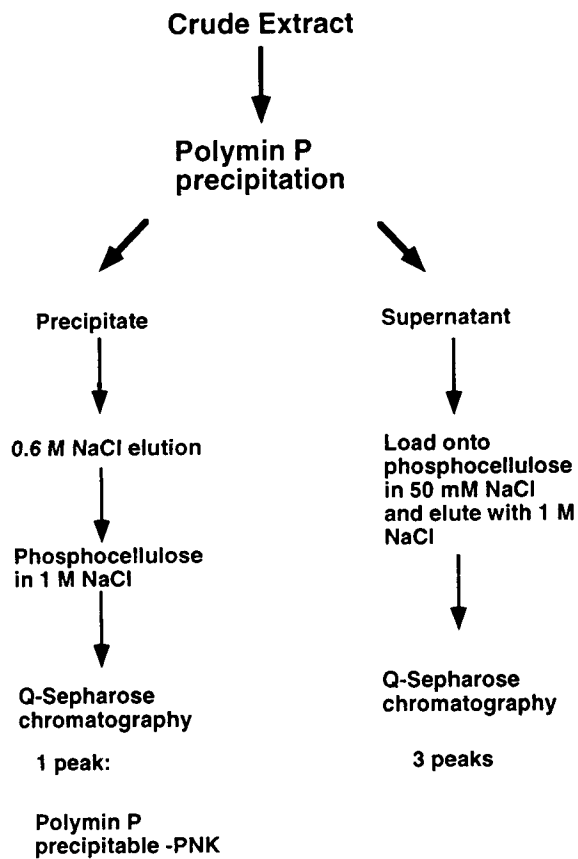 Crude Extract
Polymin P
precipitation
Precipitate
0.6 M NaCl elution
Phosphocellulose
in 1 M NaCl
Q-Sepharose
chromatography
1 peak:
Polymin P
precipitable -PNK
Supernatant
Load onto
phosphocellulose
in 50 mM NaCl
and elute with 1 M
NaCl
Q-Sepharose
chromatography
3 peaks